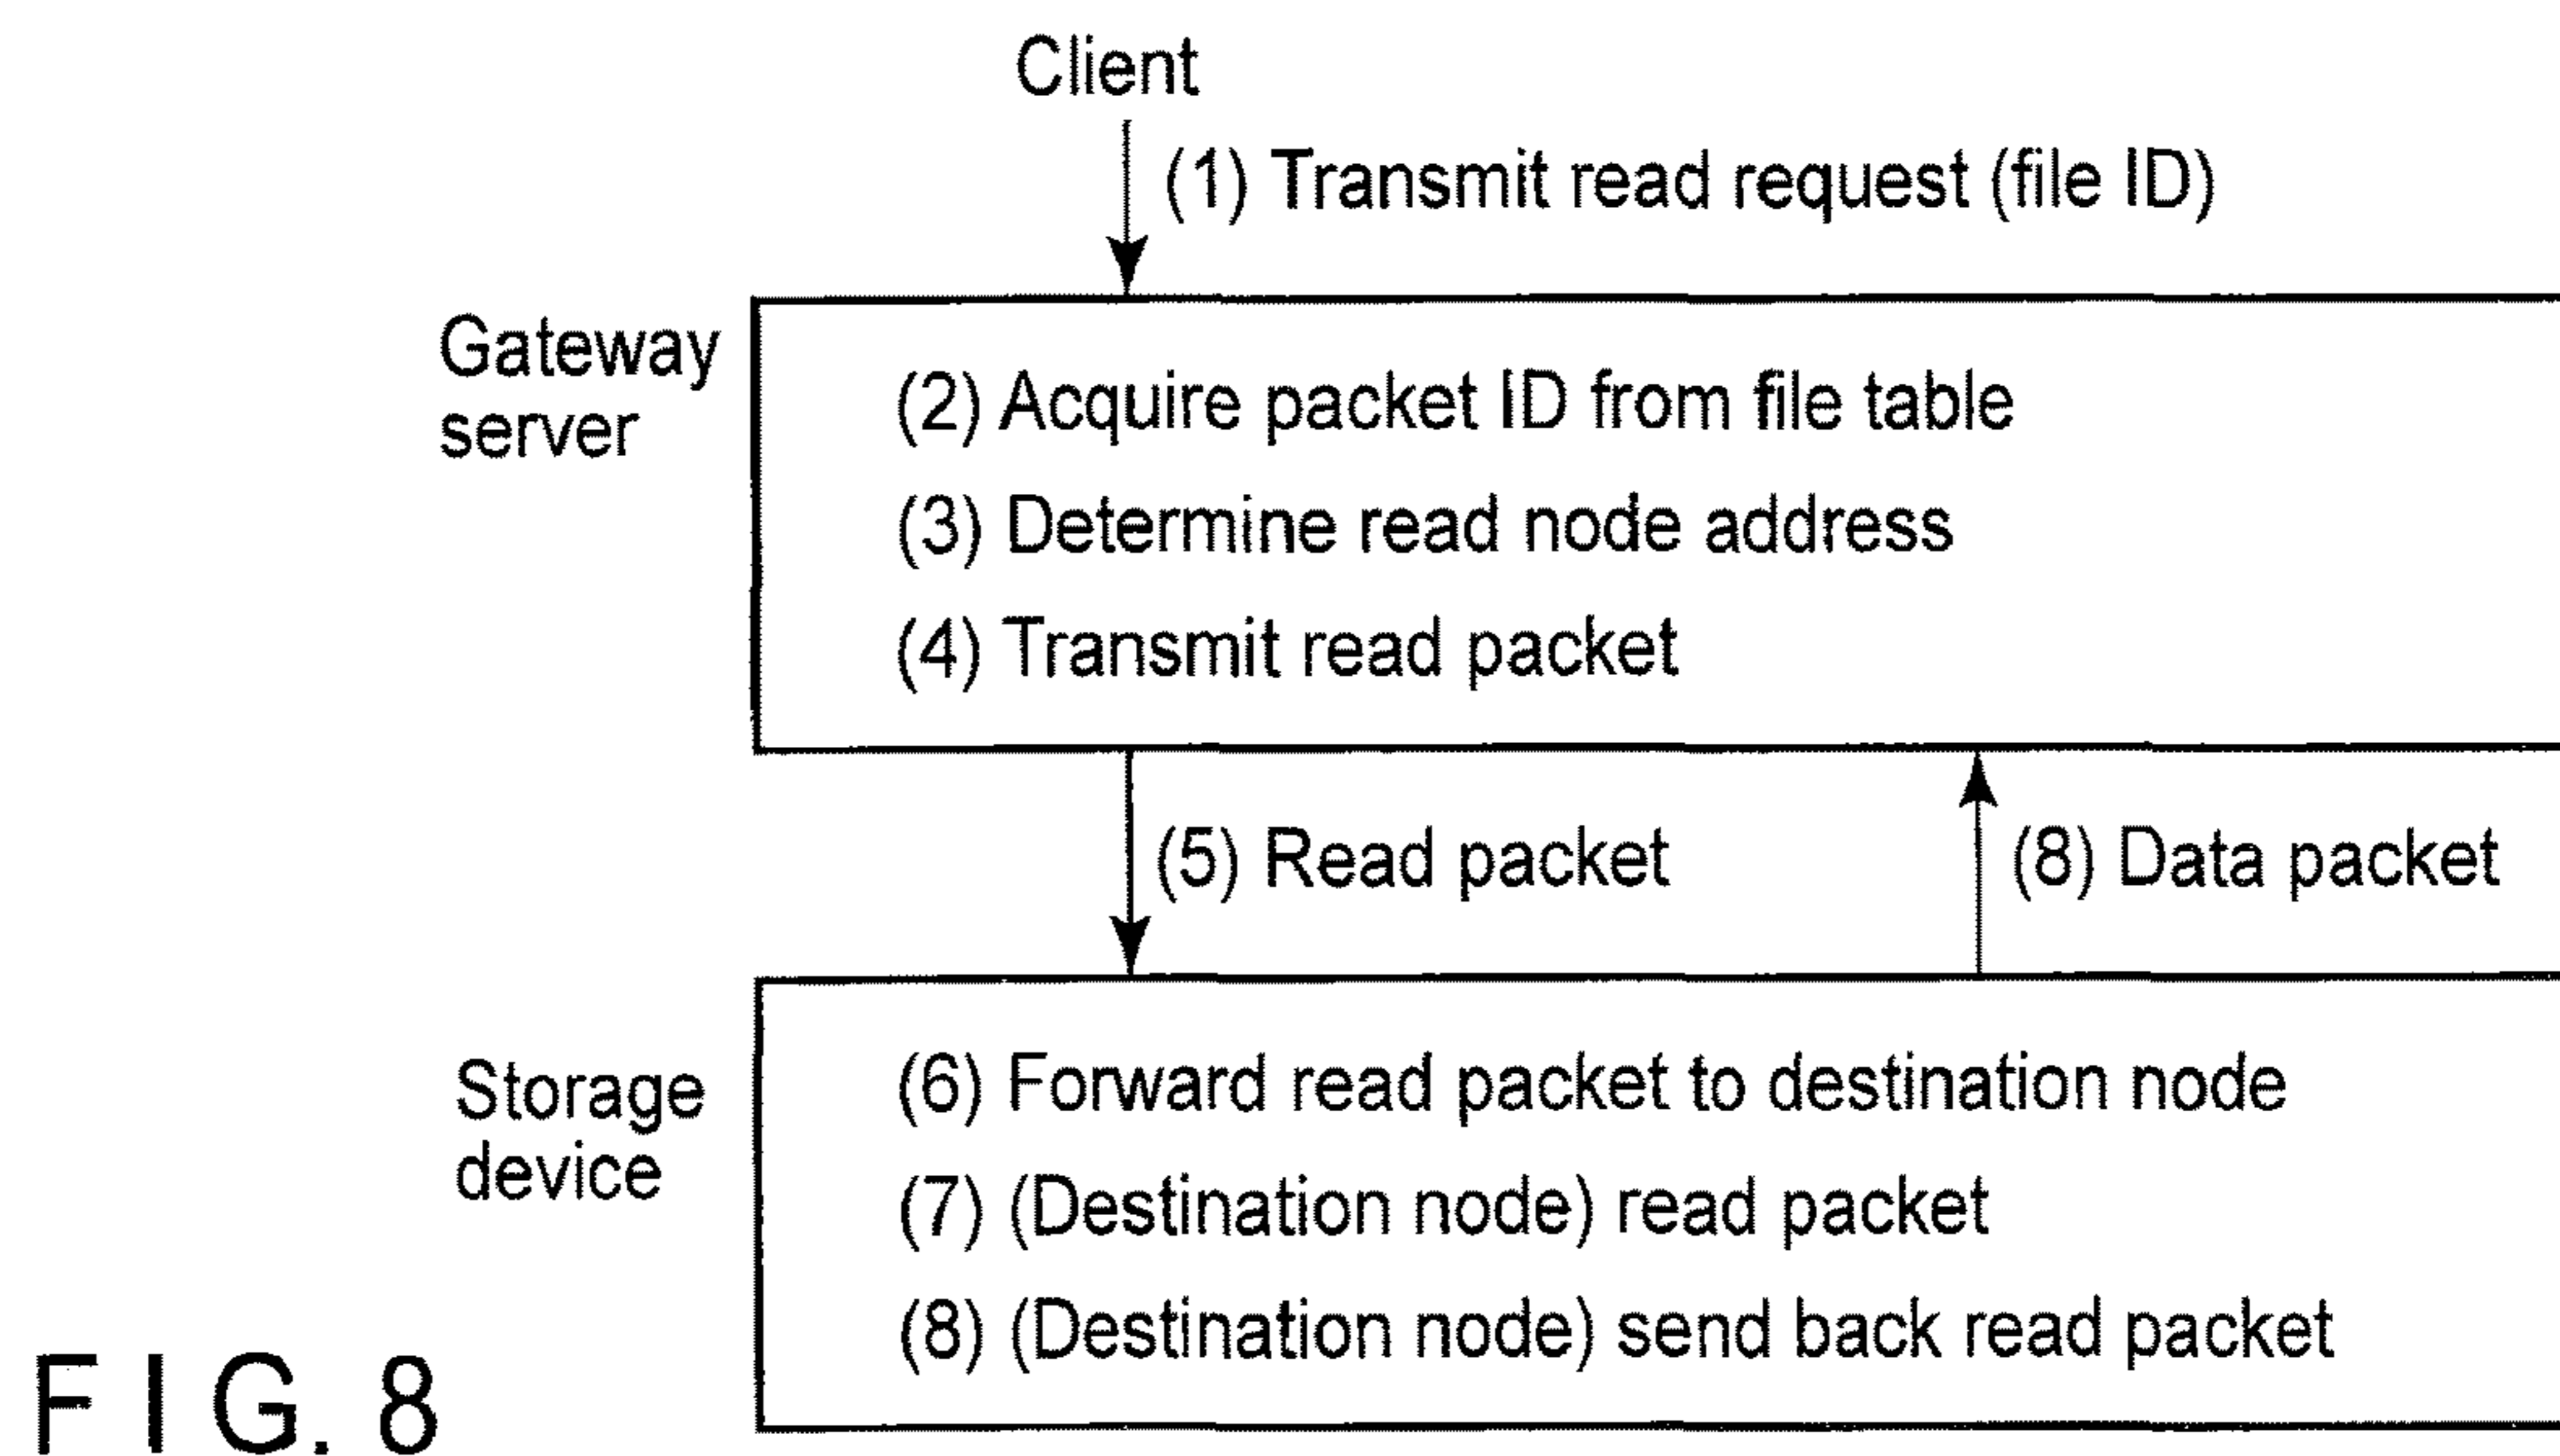 Client
(1) Transmit read request (file ID)
Gateway
server
(2) Acquire packet ID from file table
(3) Determine read node address
(4) Transmit read packet
(5) Read packet
(8) Data packet
Storage
device
(6) Forward read packet to destination node
(7) (Destination node) read packet
(8) (Destination node) send back read packet
FIG. 8